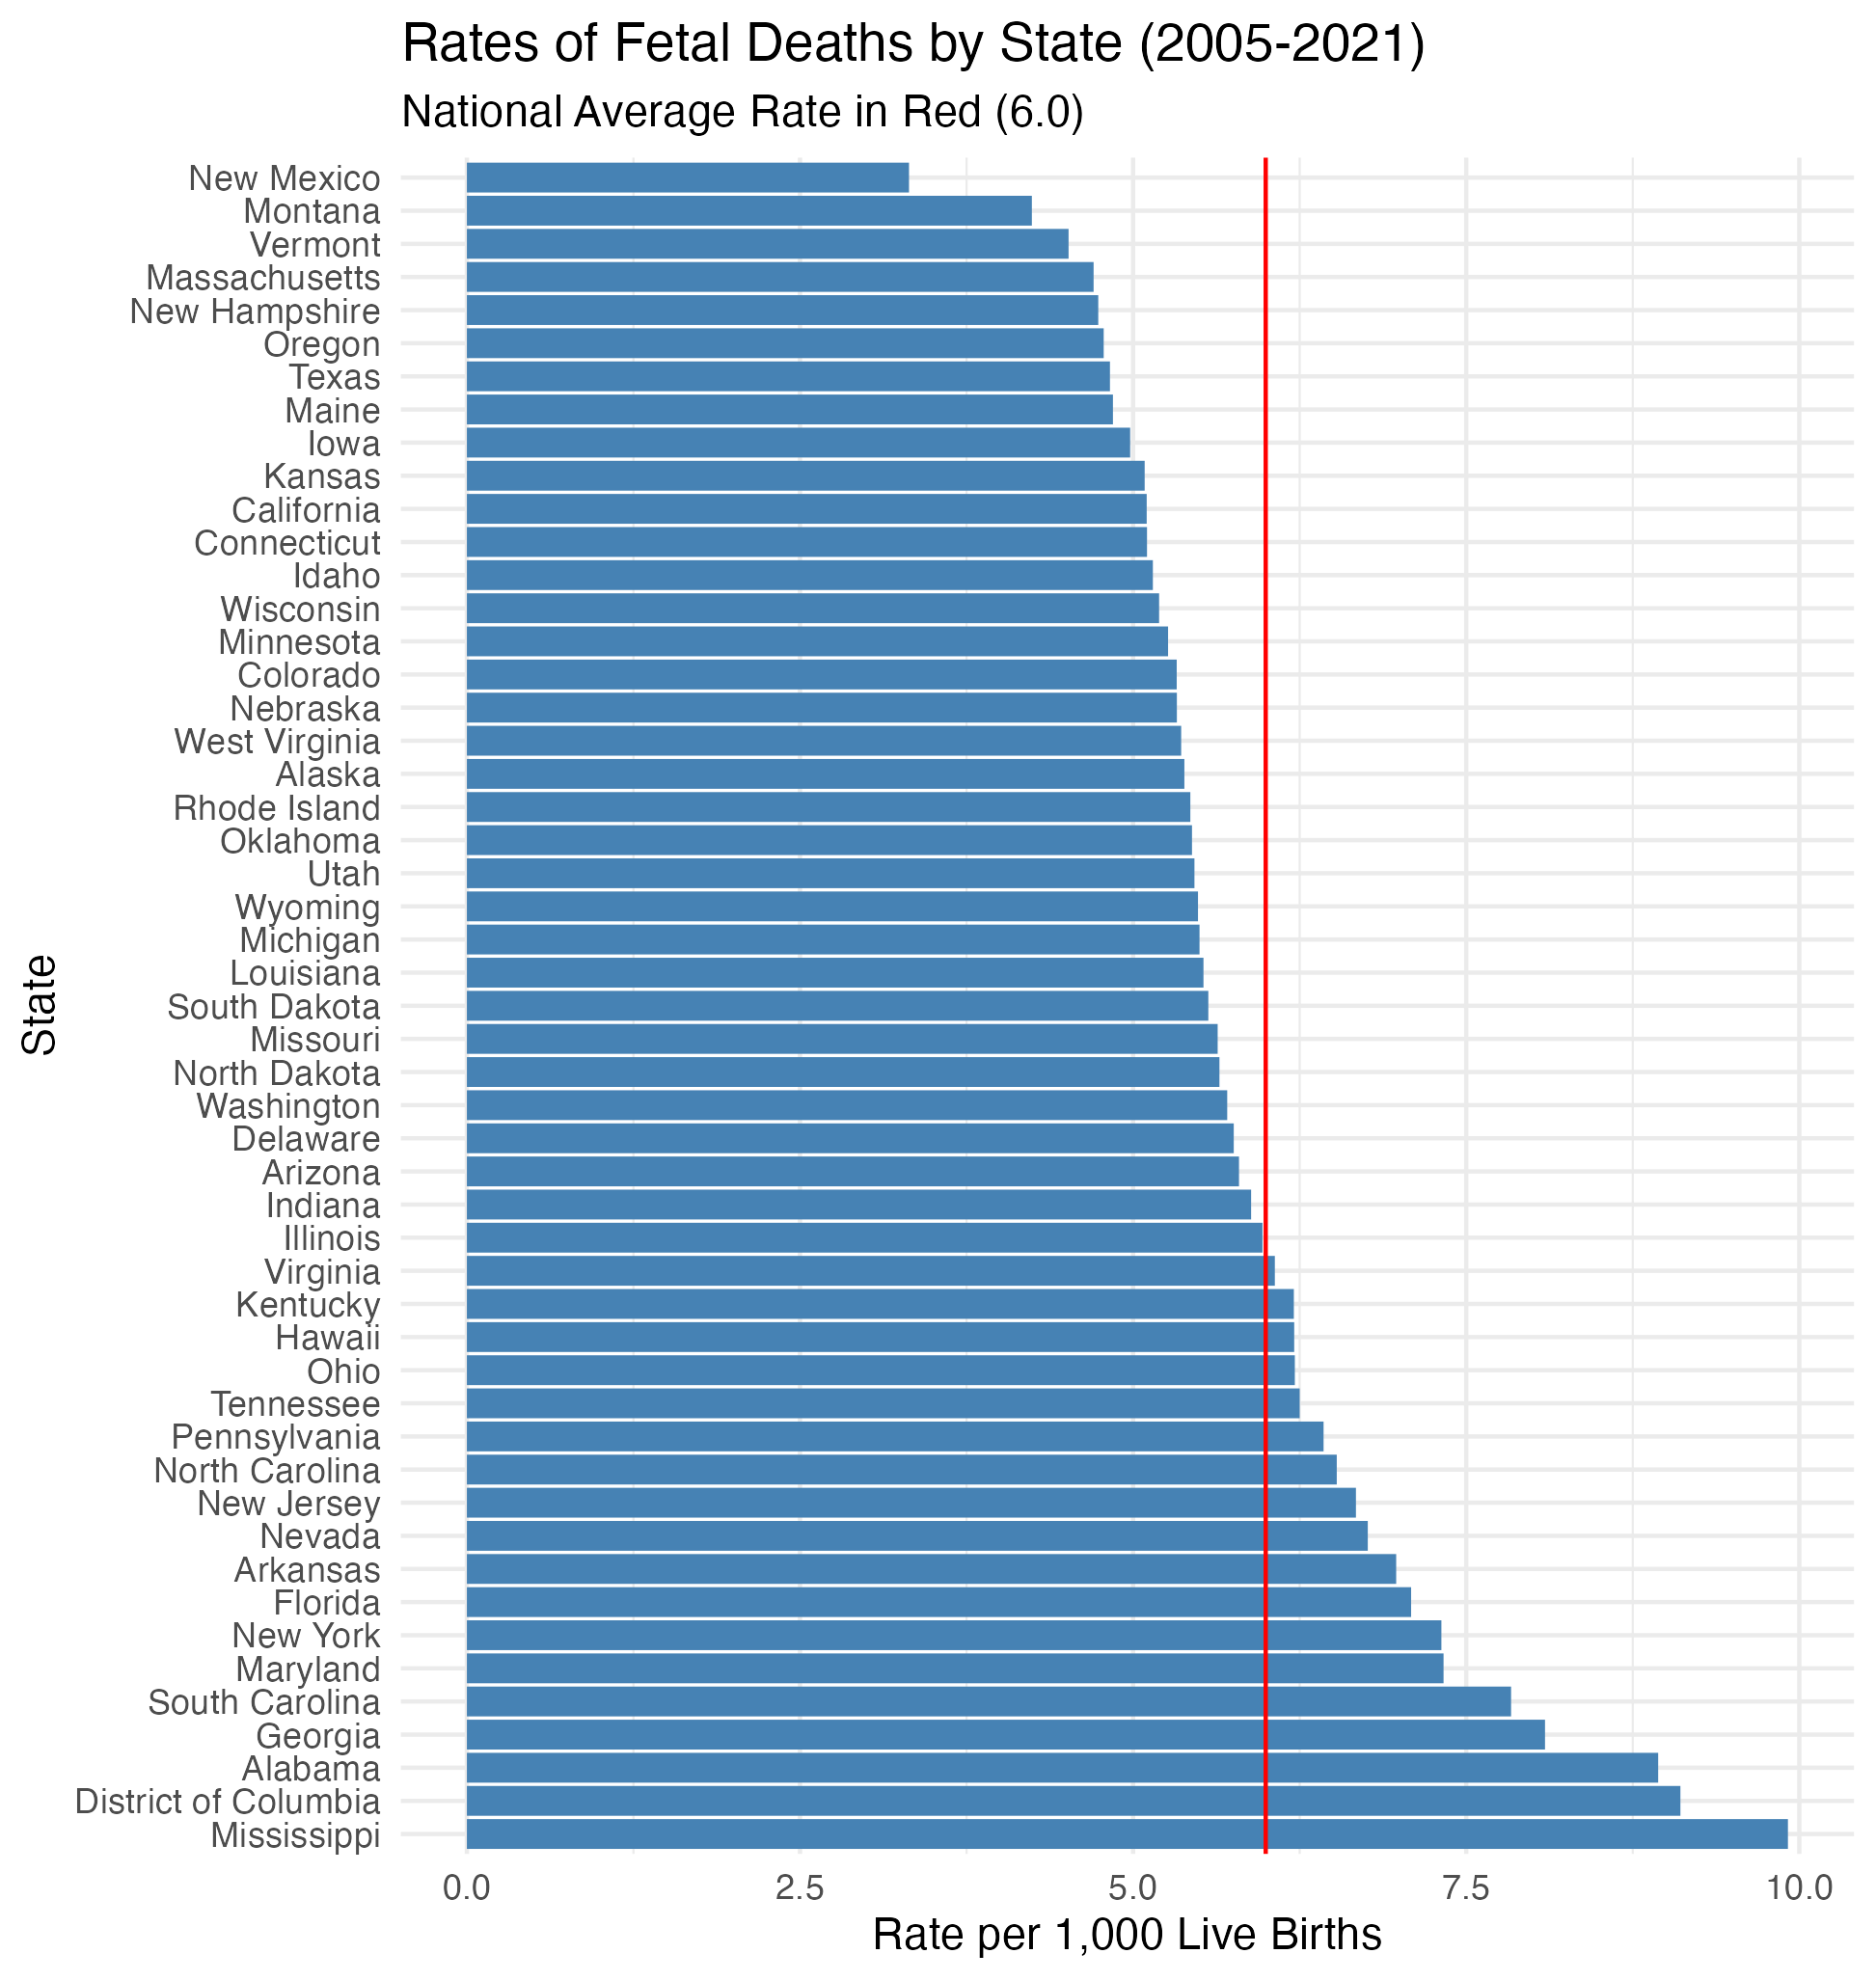 Rates of Fetal Deaths by State (2005-2021)
National Average Rate in Red (6.0)
New Mexico
Montana
Vermont
Massachusetts
New Hampshire
Oregon
Texas
Maine
Iowa
Kansas
California
Connecticut
Idaho
Wisconsin
Minnesota
Colorado
Nebraska
West Virginia
Alaska
Rhode Island
Oklahoma
Utah
Wyoming
Michigan
Louisiana
South Dakota
Missouri
North Dakota
Washington
Delaware
Arizona
Indiana
Illinois
Virginia
Kentucky
Hawaii
Ohio
Tennessee
Pennsylvania
North Carolina
New Jersey
Nevada
Arkansas
Florida
New York
Maryland
South Carolina
Georgia
Alabama
District of Columbia
Mississippi
State
0.0 2.5 5.0 7.5 10.0
Rate per 1,000 Live Births